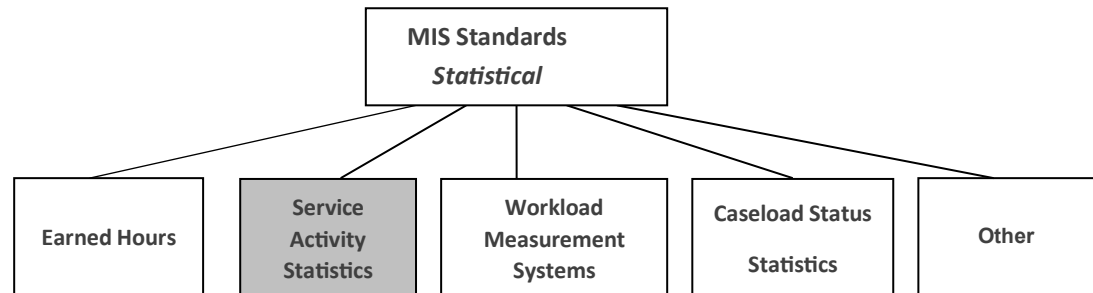 MIS Standards
Statistical
Earned Hours
Service
Activity
Statistics
Workload
Measurement
Systems
Caseload Status
Statistics
Other